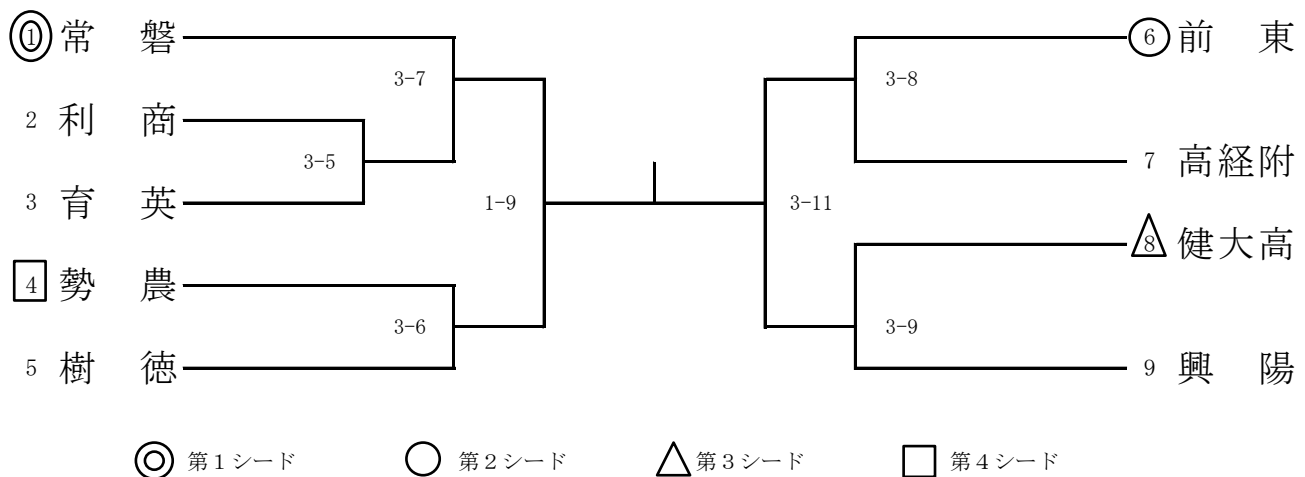 ① 常 磐
3-7
2 利 商
3-5
3 育 英
1-9
4 勢 農
3-6
5 樹 徳
6 前 東
3-8
7 高経附
3-11
8 健大高
3-9
9 興 陽
◎ 第1シード ○ 第2シード △ 第3シード □ 第4シード